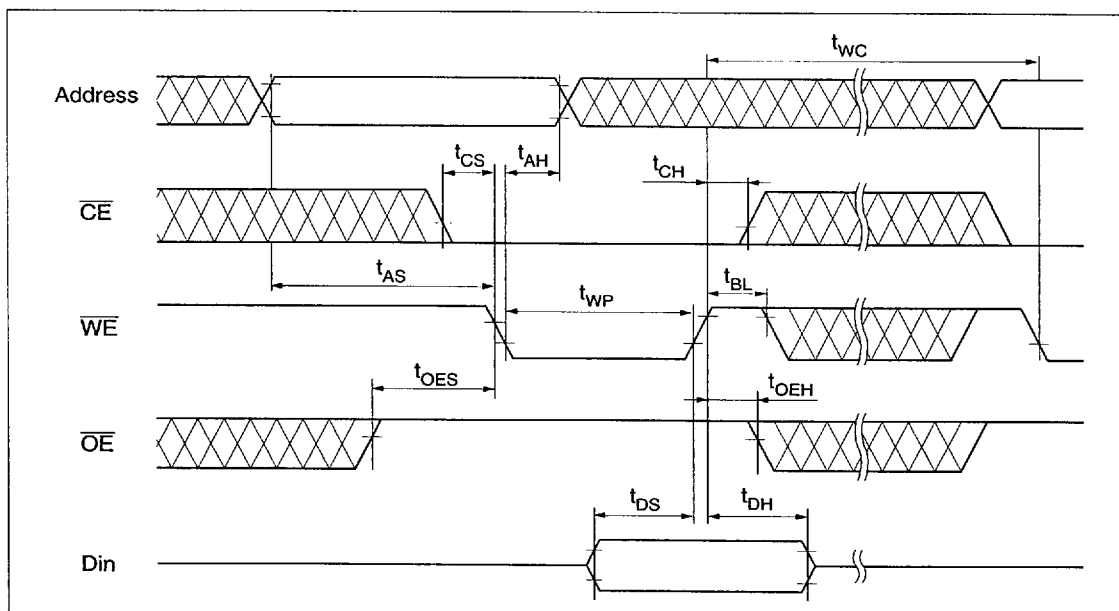 tWC
Address
tCS
tAH
tCH
CE
tAS
tBL
tWP
WE
tOES
tOEH
OE
tDS
tDH
Din